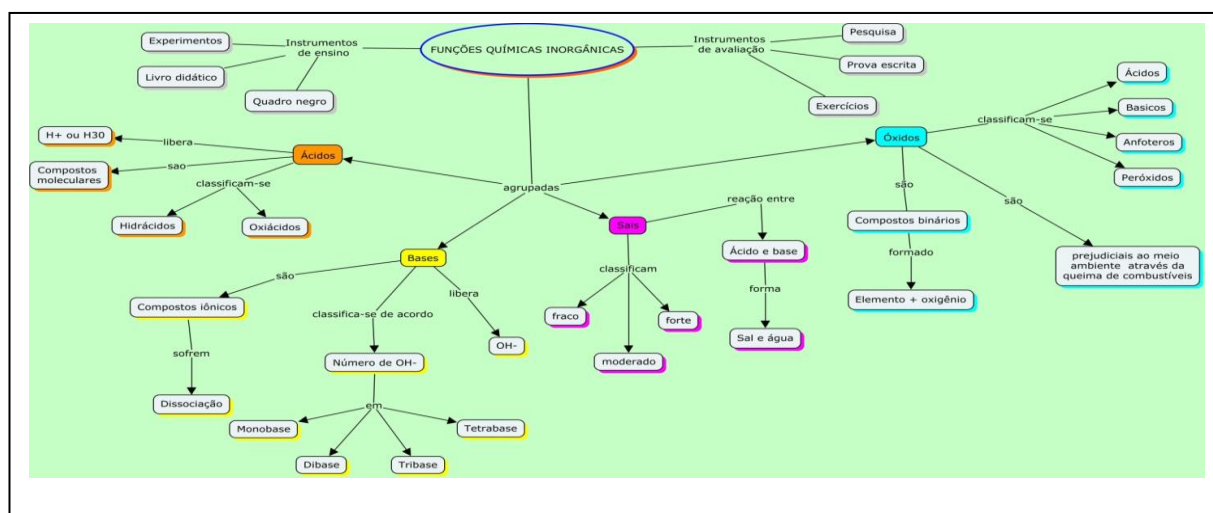 FUNÇÕES QUÍMICAS INORGÂNICAS
Instrumentos
de ensino
Experimentos
Livro didático
Quadro negro
Instrumentos
de avaliação
Pesquisa
Prova escrita
Exercícios
agrupadas
Ácidos
libera
H+ ou H30
sao
Compostos
moleculares
classificam-se
Hidrácidos
Oxiácidos
Bases
são
Compostos iônicos
sofrem
Dissociação
classifica-se de acordo
Número de OH-
em
Monobase
Dibase
Tribase
Tetrabase
libera
OH-
Sais
classificam
fraco
moderado
forte
reação entre
Ácido e base
forma
Sal e água
Óxidos
classificam-se
Ácidos
Basicos
Anfoteros
Peróxidos
são
Compostos binários
formado
Elemento + oxigênio
são
prejudiciais ao meio
ambiente através da
queima de combustíveis